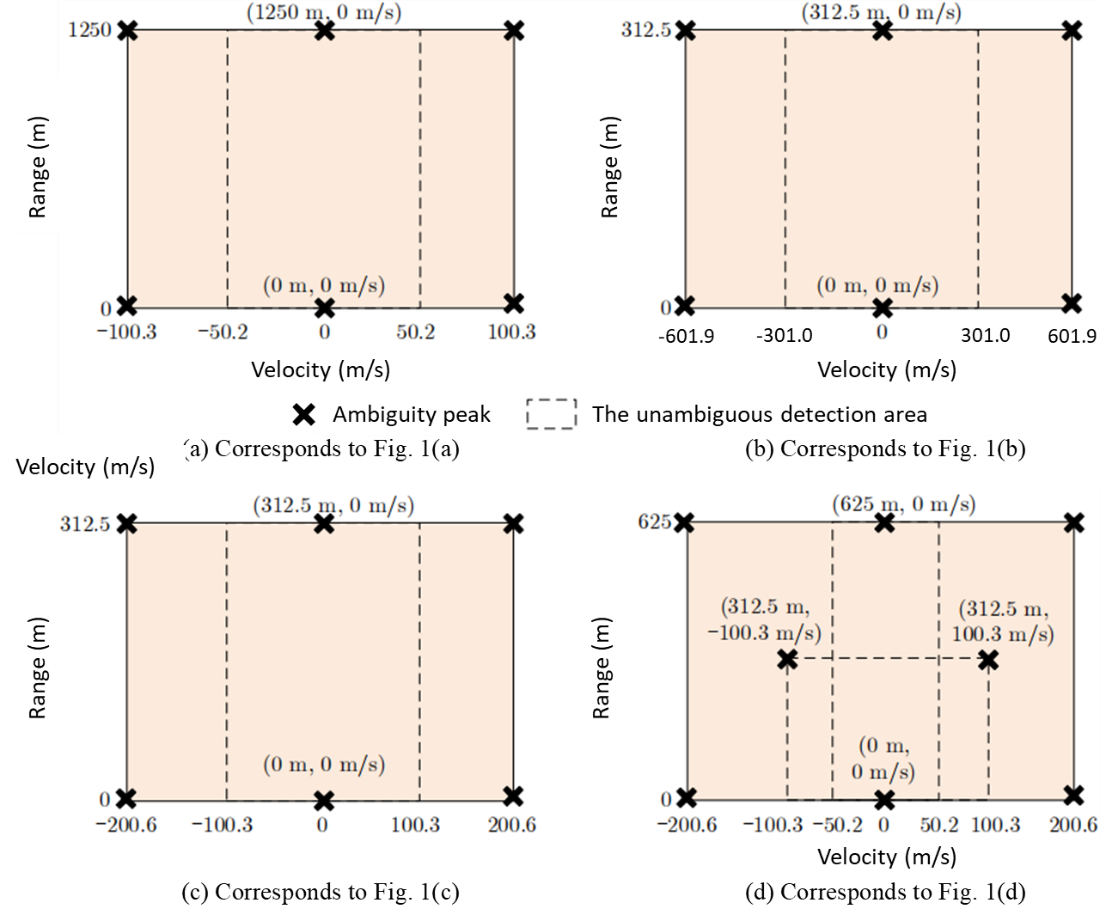 (1250 m, 0 m/s)
1250
Range (m)
(0 m, 0 m/s)
0
−100.3 −50.2 0 50.2 100.3
Velocity (m/s)
(312.5 m, 0 m/s)
312.5
Range (m)
(0 m, 0 m/s)
0
-601.9 -301.0 0 301.0 601.9
Velocity (m/s)
Ambiguity peak
The unambiguous detection area
(a) Corresponds to Fig. 1(a)
(b) Corresponds to Fig. 1(b)
Velocity (m/s)
(312.5 m, 0 m/s)
312.5
Range (m)
(0 m, 0 m/s)
0
−200.6 −100.3 0 100.3 200.6
(c) Corresponds to Fig. 1(c)
(625 m, 0 m/s)
625
(312.5 m,
−100.3 m/s)
(312.5 m,
100.3 m/s)
Range (m)
(0 m,
0 m/s)
0
−200.6 −100.3 −50.2 0 50.2 100.3 200.6
Velocity (m/s)
(d) Corresponds to Fig. 1(d)